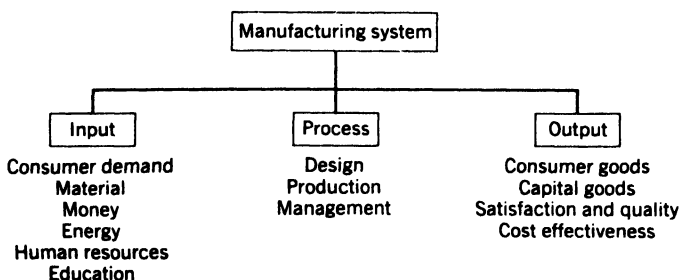 Manufacturing system
Input
Consumer demand
Material
Money
Energy
Human resources
Education
Process
Design
Production
Management
Output
Consumer goods
Capital goods
Satisfaction and quality
Cost effectiveness